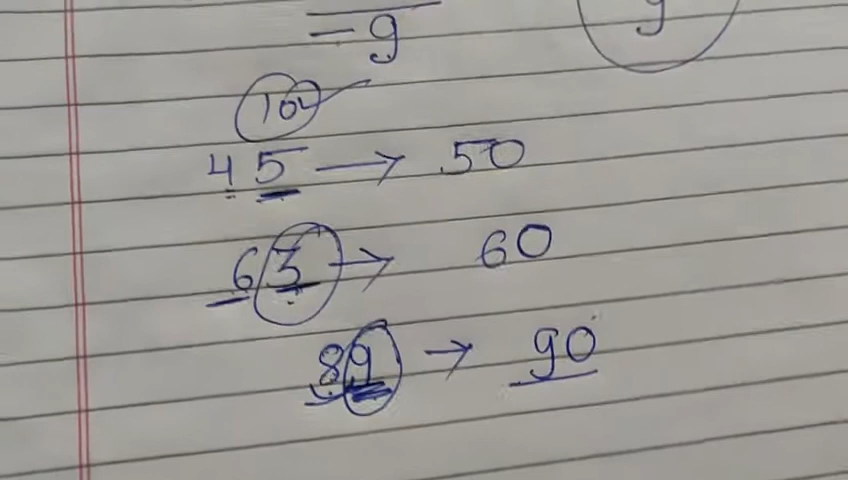 - 9 9
10
45 → 50
63 → 60
89 → 90